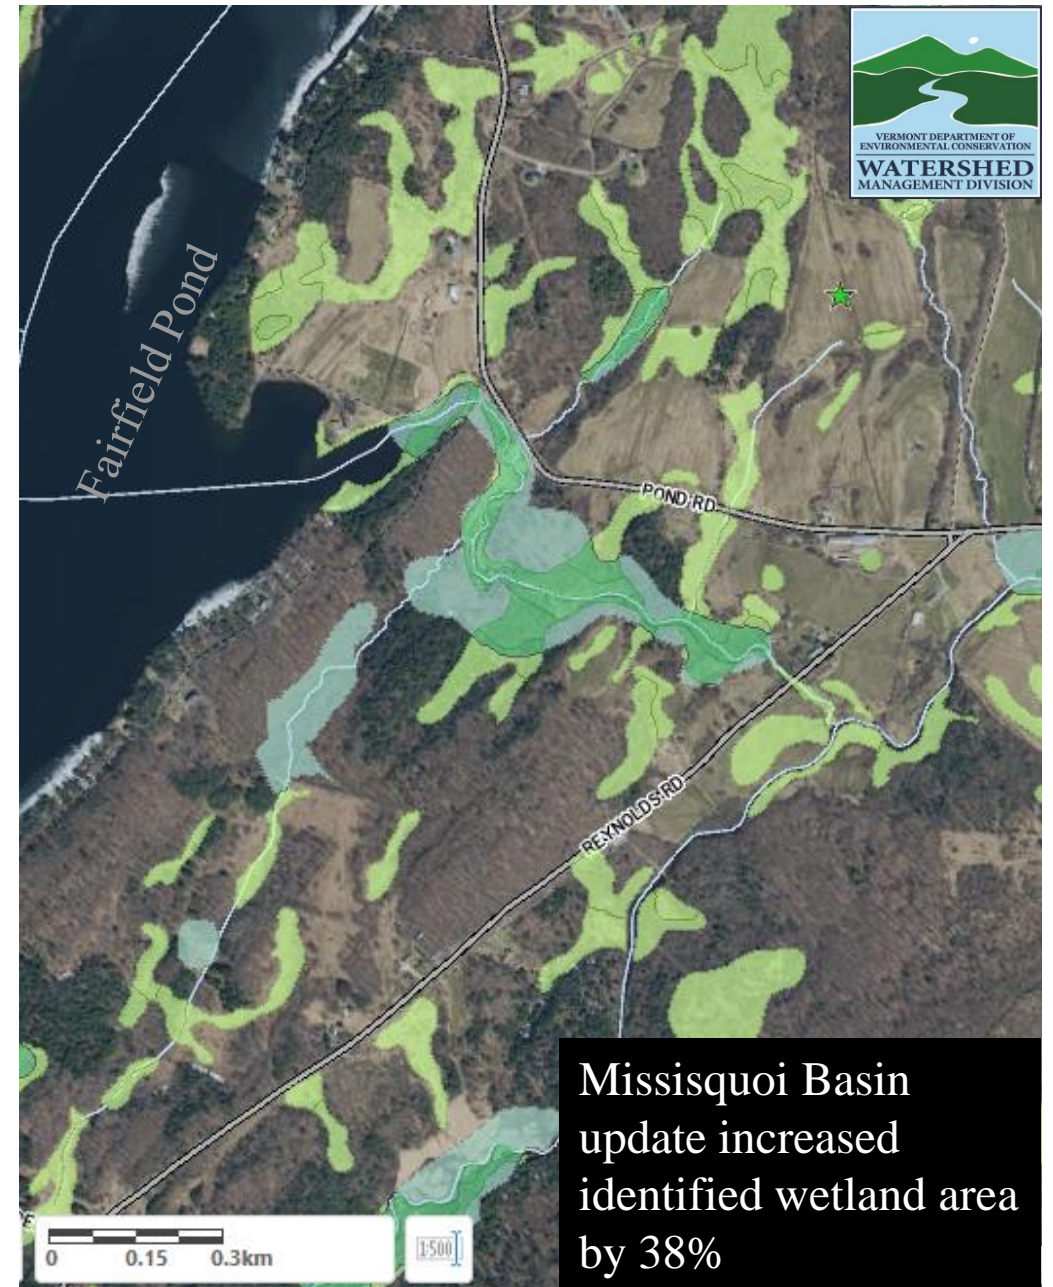 VERMONT DEPARTMENT OF
ENVIRONMENTAL CONSERVATION
WATERSHED
MANAGEMENT DIVISION
Fairfield Pond
POND RD
REYNOLDS RD
0 0.15 0.3km
1:500
Missisquoi Basin
update increased
identified wetland area
by 38%